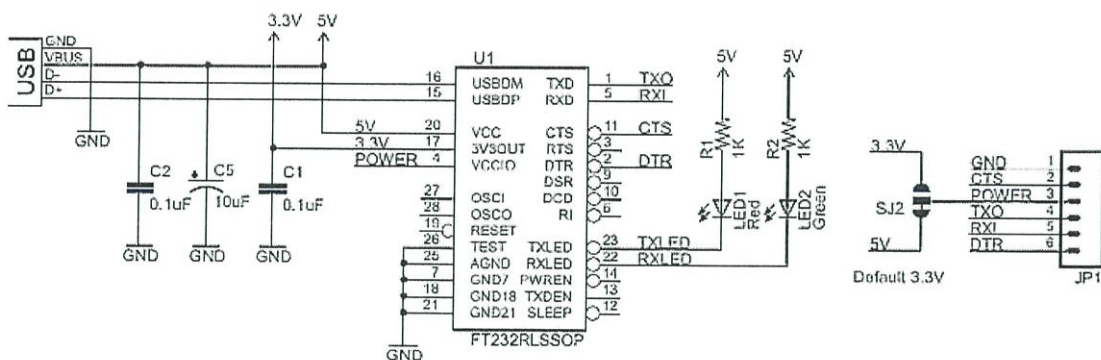 3.3V
5V
USB
GND
VBUS
D-
D+
GND
C2
0.1uF
GND
C5
10uF
GND
C1
0.1uF
GND
5V
3.3V
POWER
U1
16 USBDM TXD 1 TXO
15 USBDP RXD 5 RXI
20 VCC CTS 11 CTS
17 3V3OUT RTS 3
4 VCCIO DTR 2 DTR
DSR 9
27 OSCI DCD 10
28 OSCO RI 6
19 RESET
26 TEST TXLED 23 TXLED
25 AGND RXLED 22 RXLED
7 GND7 PWREN 14
18 GND18 TXDEN 13
21 GND21 SLEEP 12
FT232RLSSOP
GND
5V
R1
1K
LED1
Red
5V
R2
1K
LED2
Green
3.3V
SJ2
5V
Default 3.3V
GND 1
CTS 2
POWER 3
TXO 4
RXI 5
DTR 6
JP1